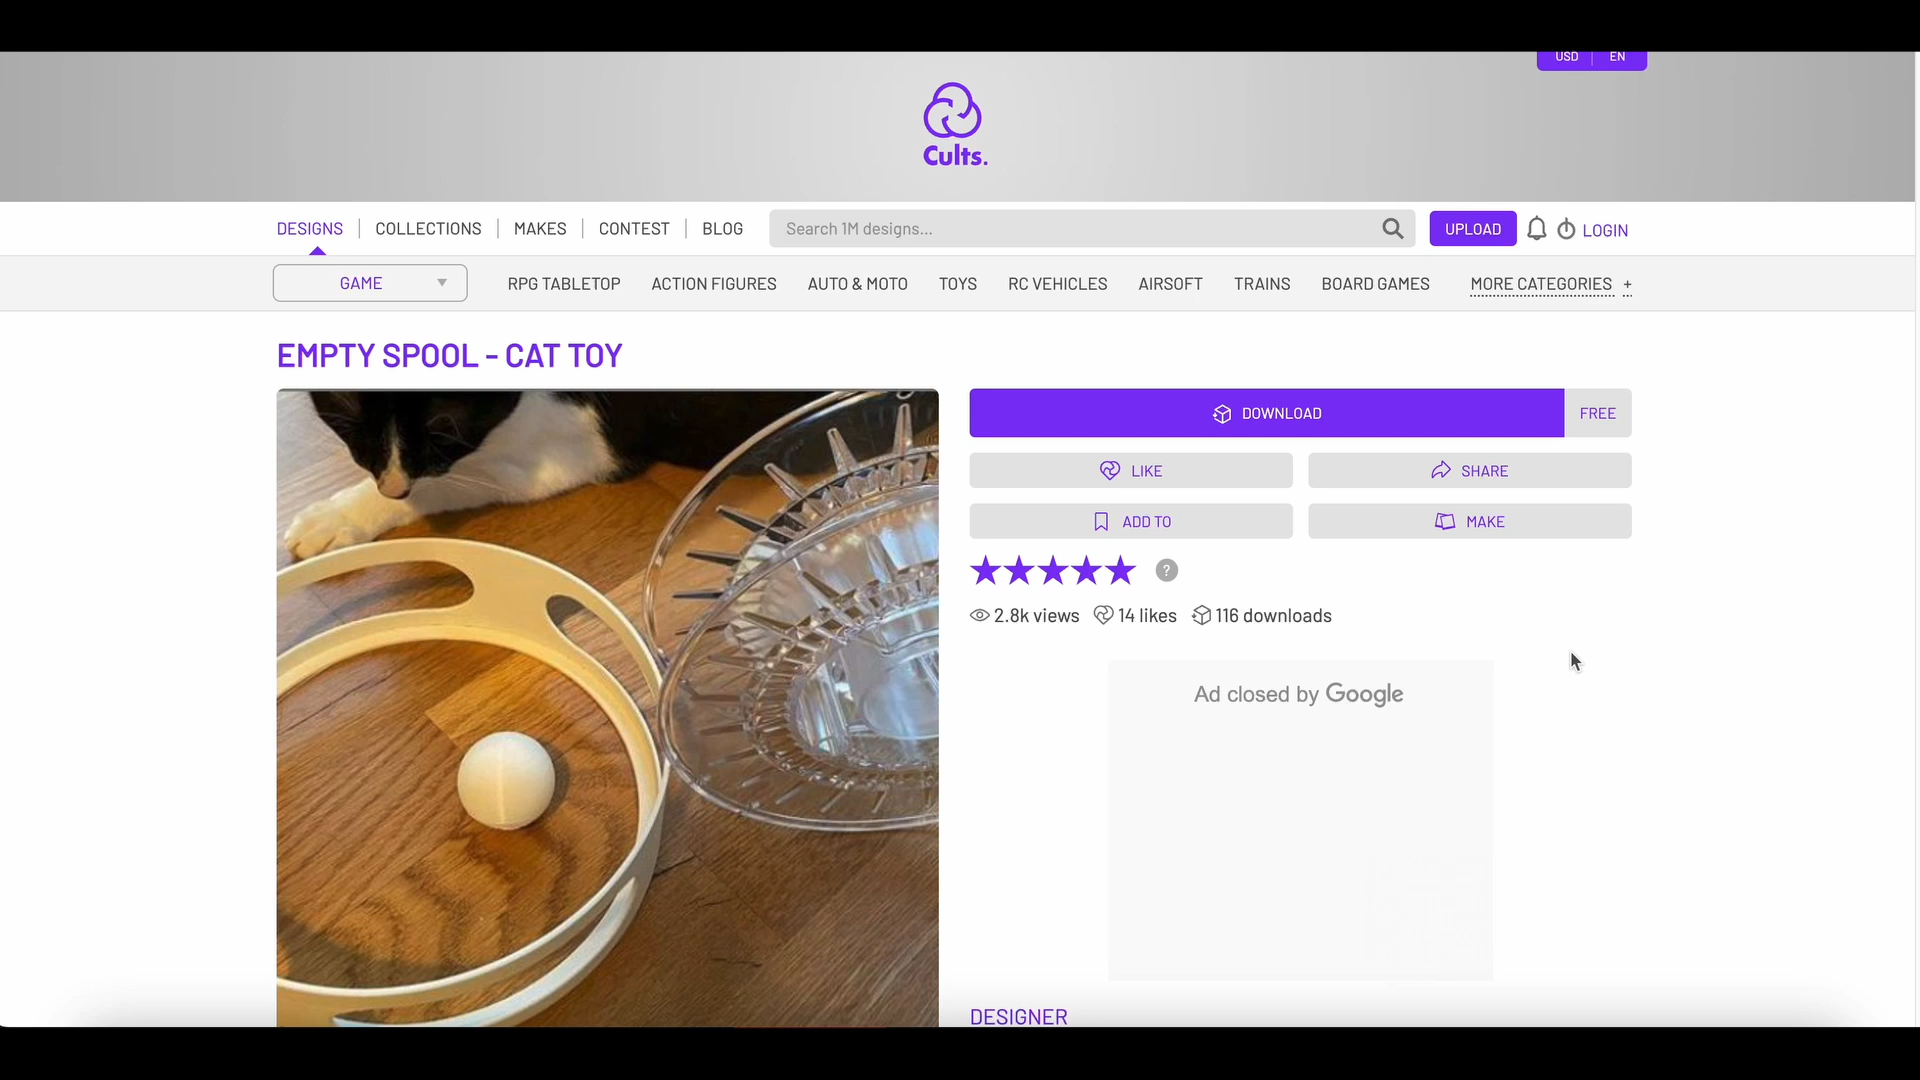 USD EN
Cults.
DESIGNS COLLECTIONS MAKES CONTEST BLOG Search 1M designs... UPLOAD LOGIN
GAME RPG TABLETOP ACTION FIGURES AUTO & MOTO TOYS RC VEHICLES AIRSOFT TRAINS BOARD GAMES MORE CATEGORIES +
EMPTY SPOOL - CAT TOY
DOWNLOAD FREE
LIKE SHARE
ADD TO MAKE
?
2.8k views 14 likes 116 downloads
Ad closed by Google
DESIGNER